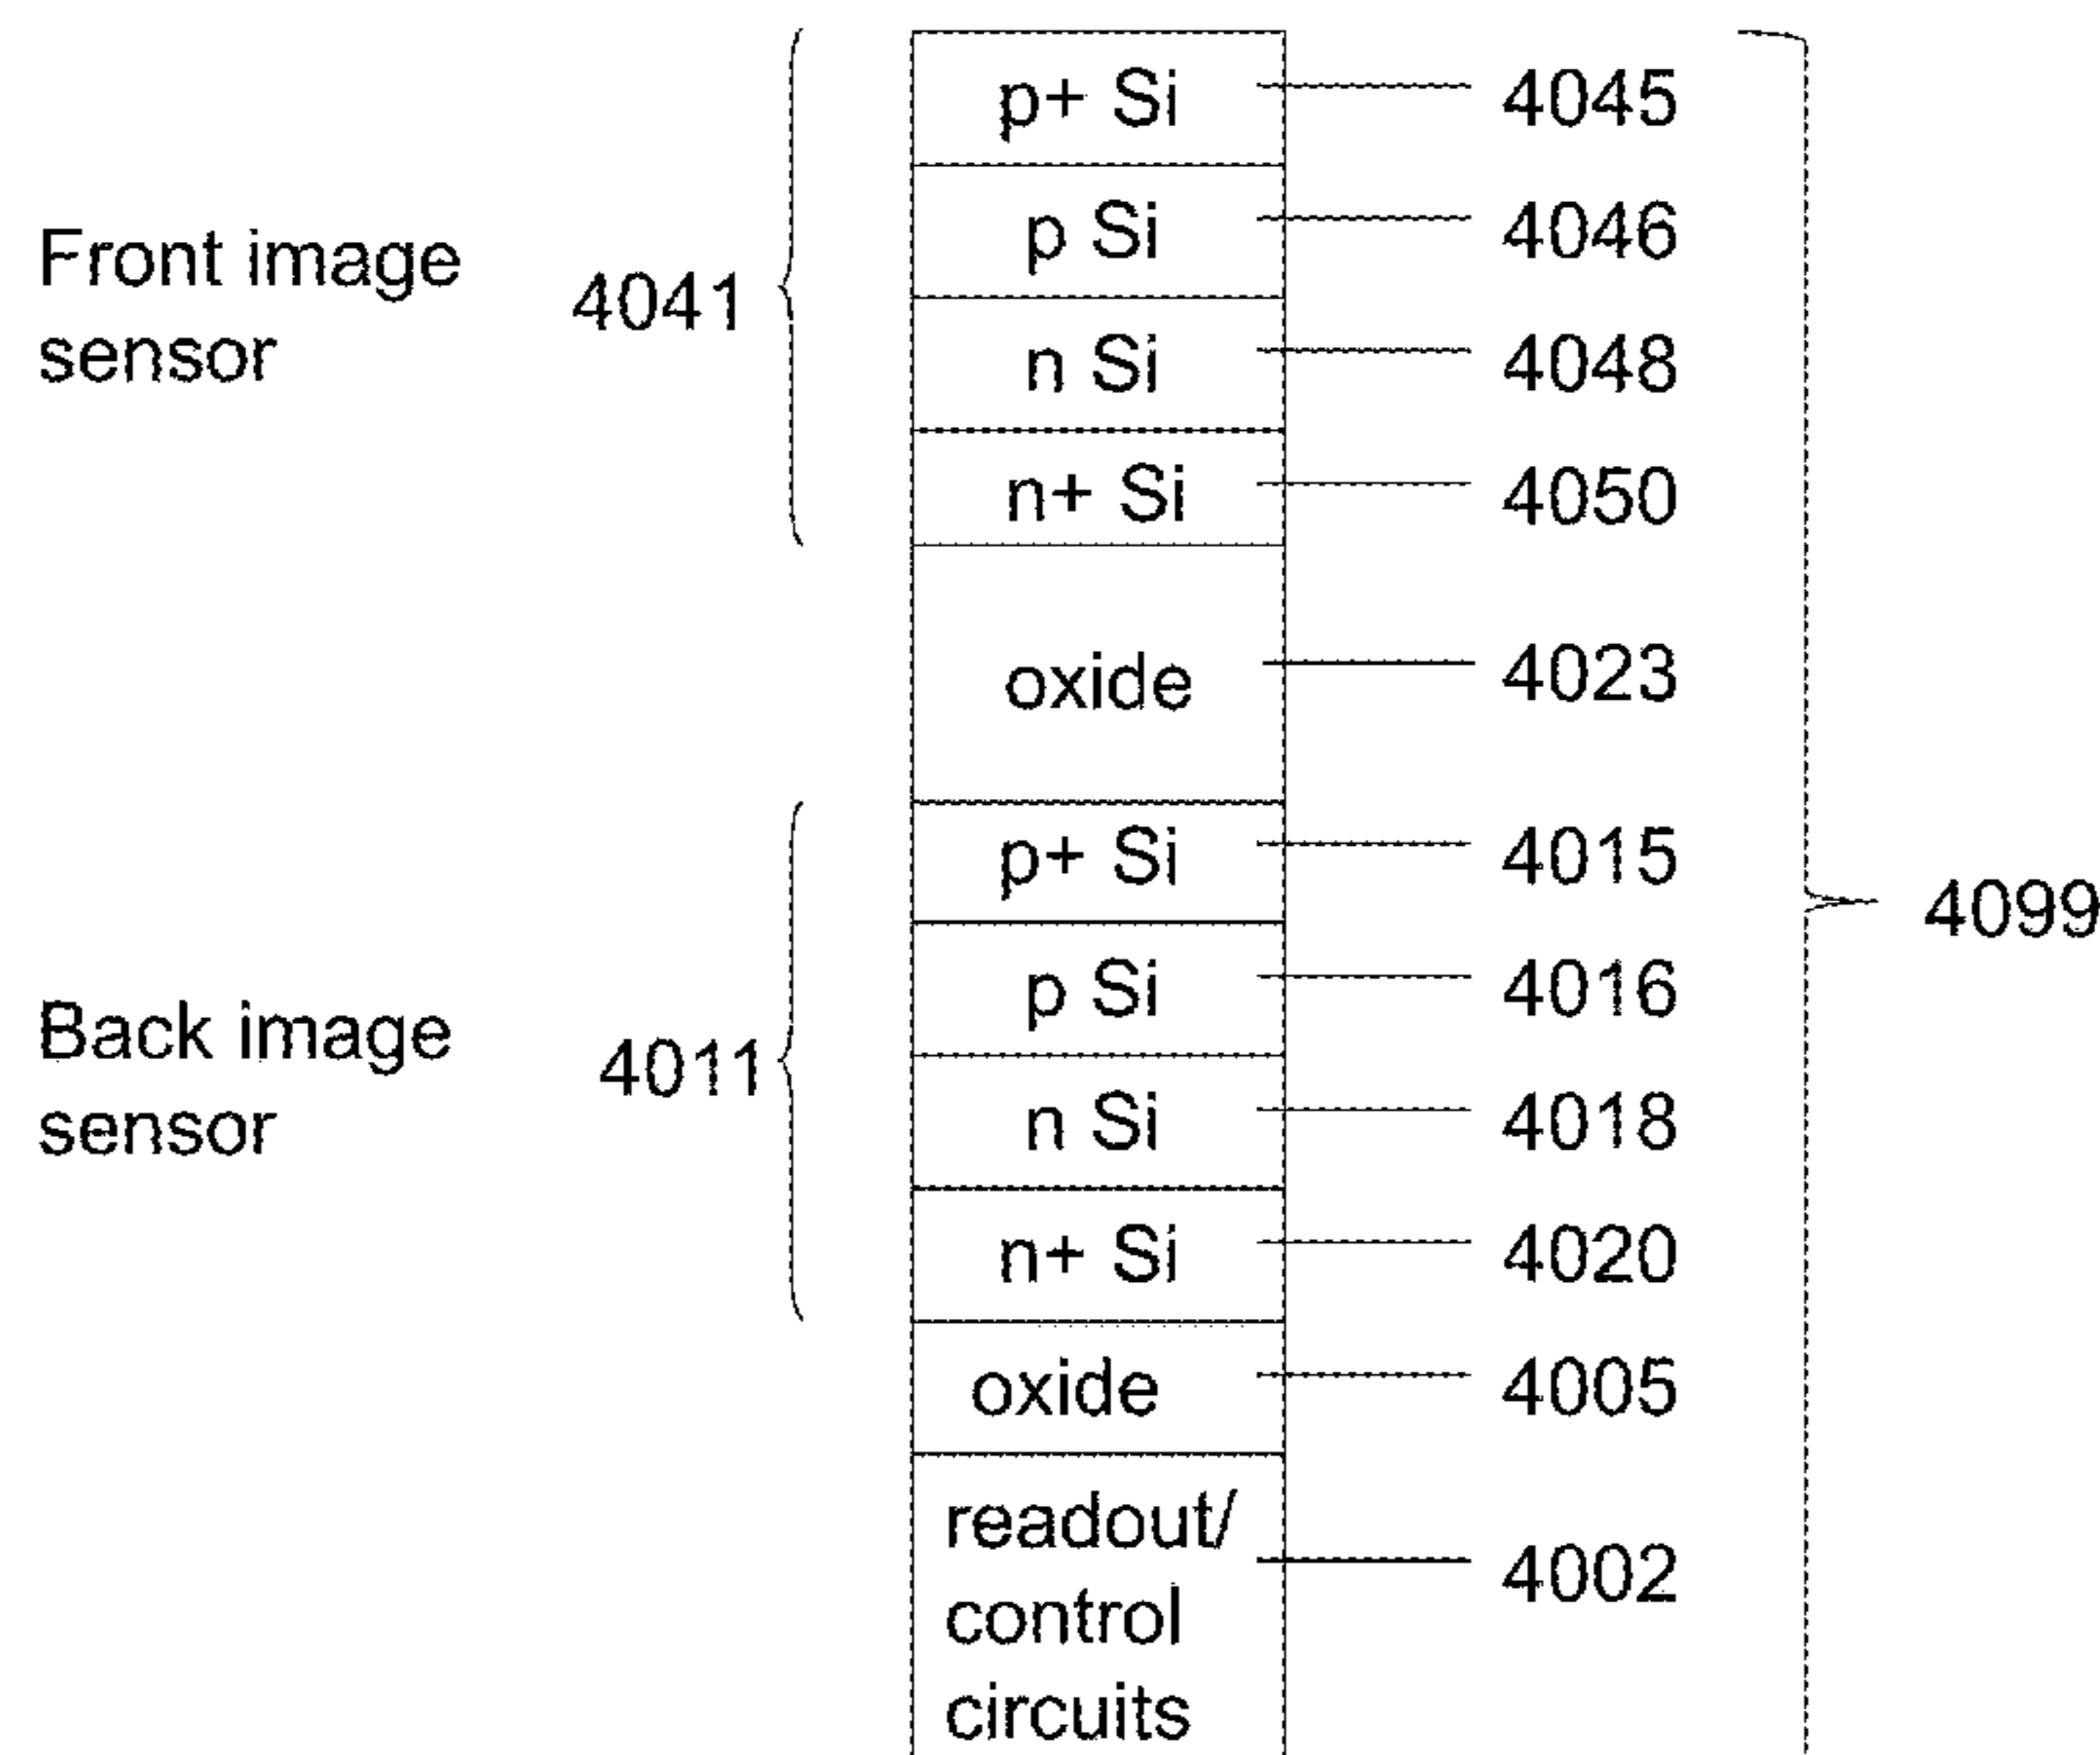 p+ Si 4045
p Si 4046
Front image
sensor
4041
n Si 4048
n+ Si 4050
oxide 4023
p+ Si 4015
4099
p Si 4016
Back image
sensor
4011
n Si 4018
n+ Si 4020
oxide 4005
readout/
control
circuits
4002